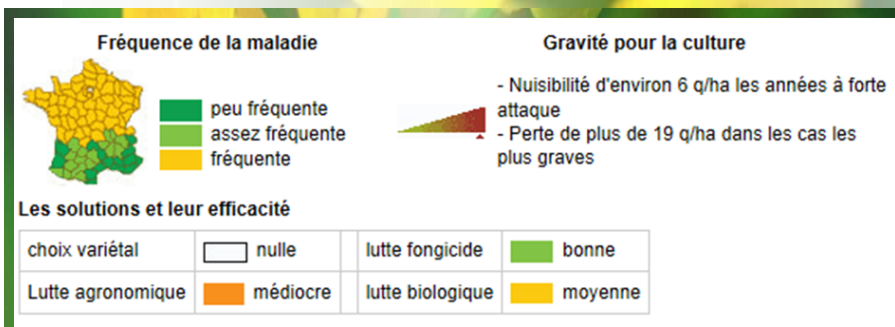 Fréquence de la maladie
peu fréquente
assez fréquente
fréquente
Gravité pour la culture
- Nuisibilité d'environ 6 q/ha les années à forte
attaque
- Perte de plus de 19 q/ha dans les cas les
plus graves
Les solutions et leur efficacité
choix variétal nulle lutte fongicide bonne
Lutte agronomique médiocre lutte biologique moyenne